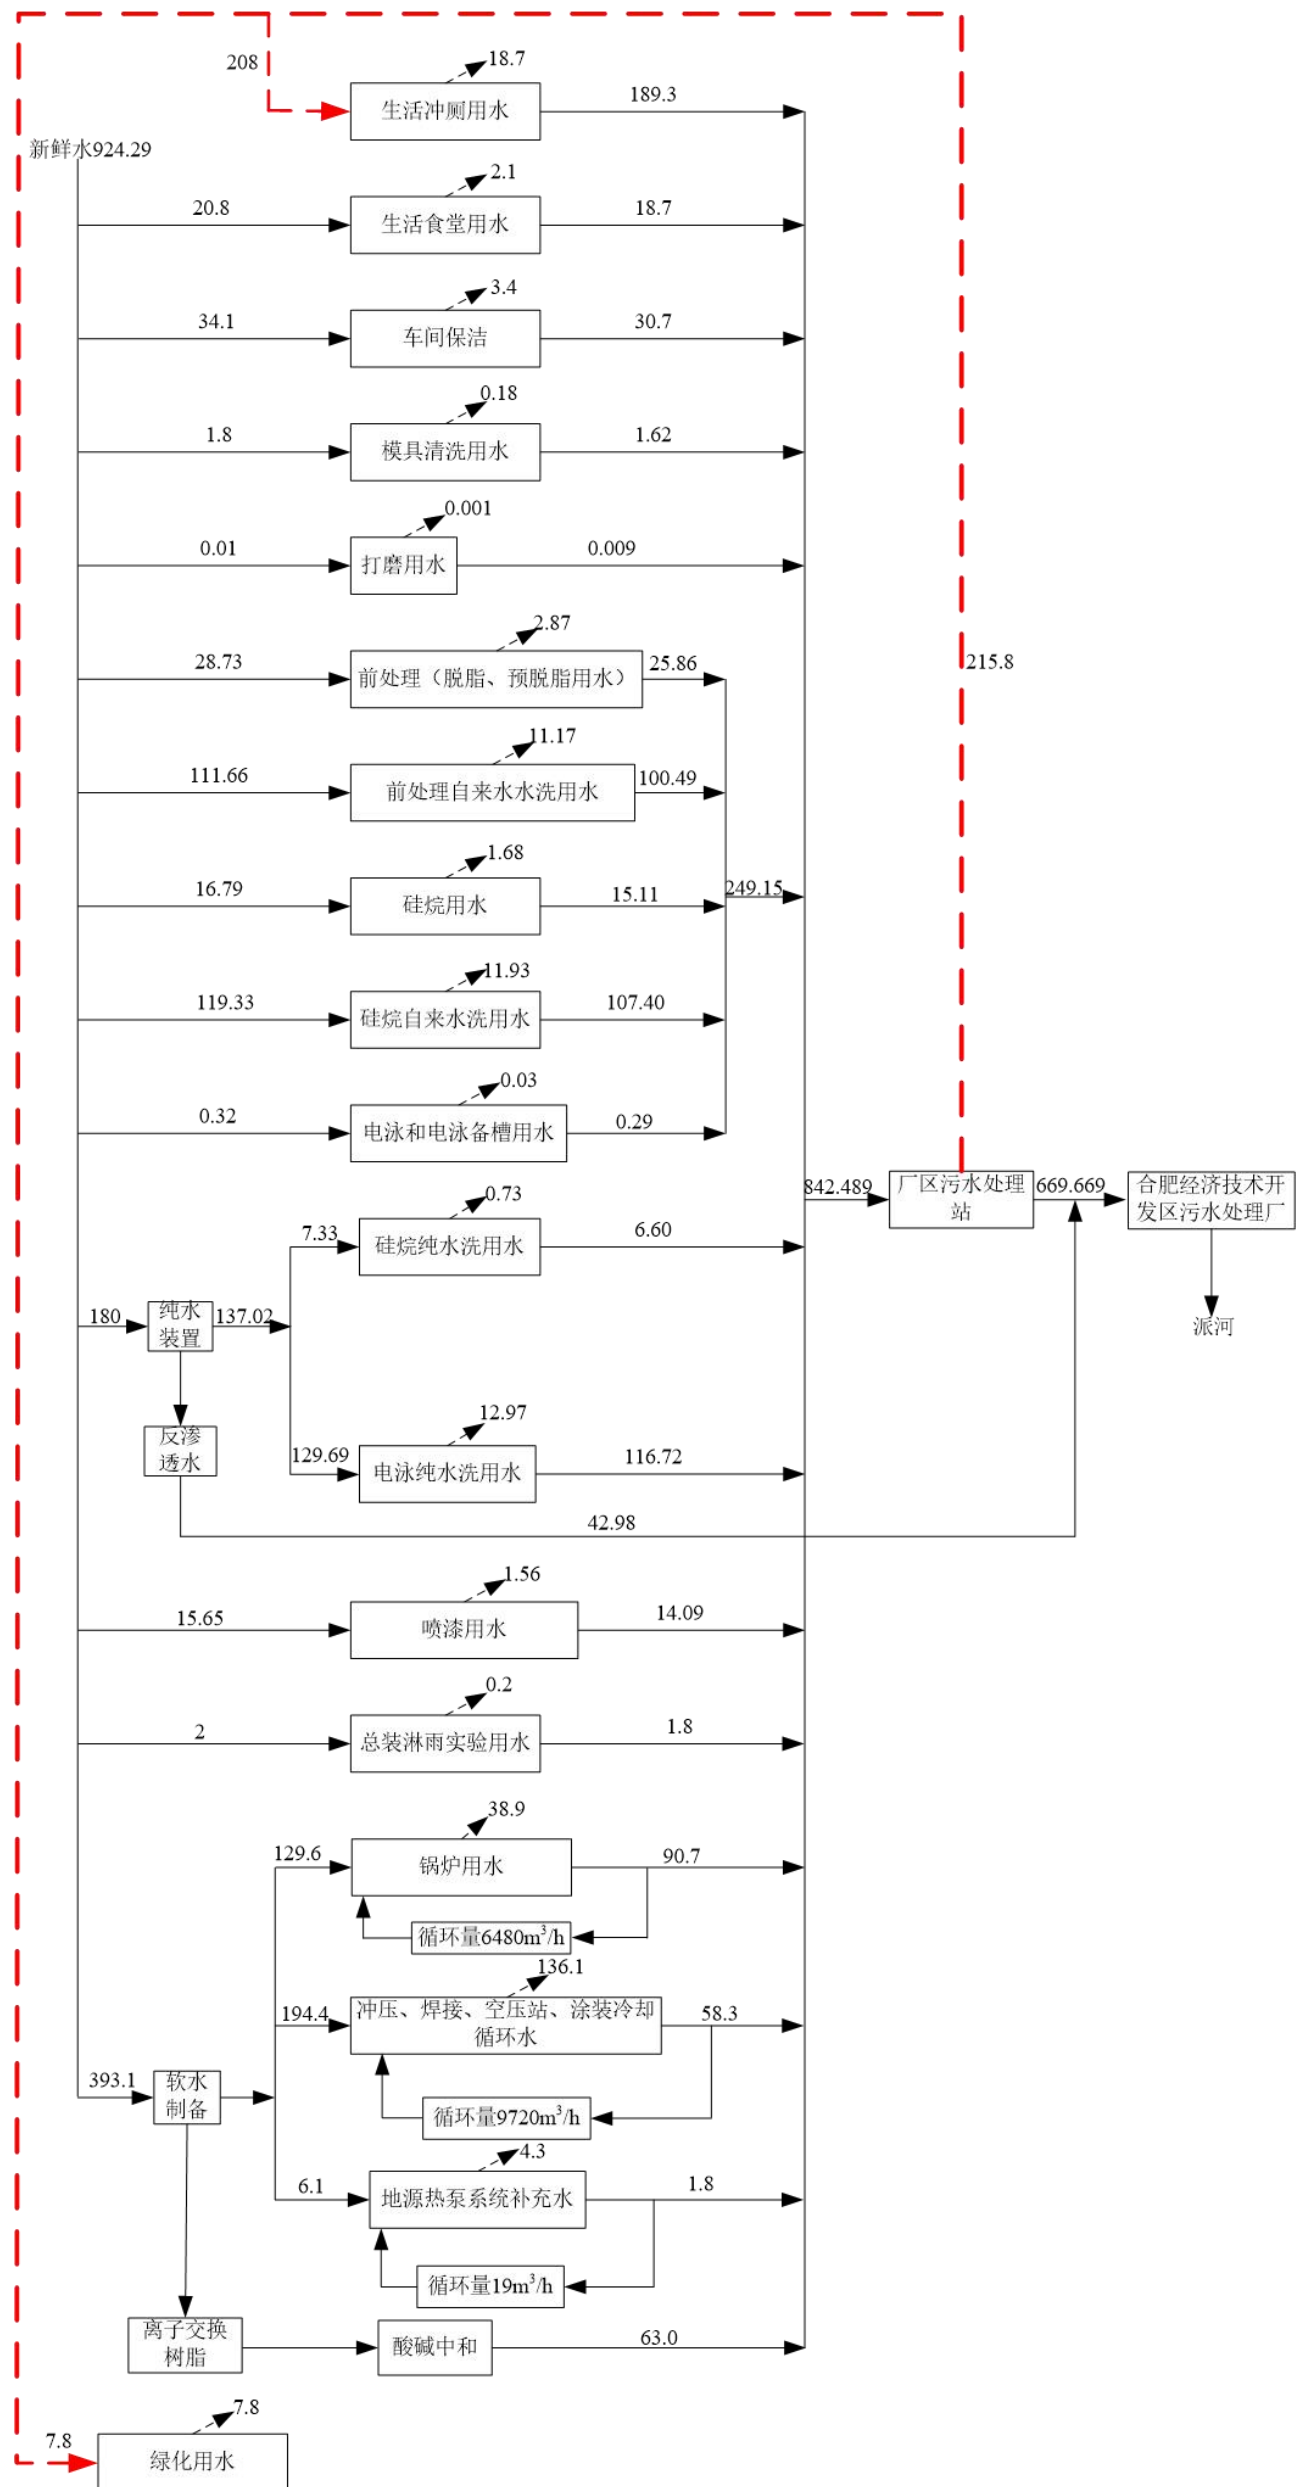 208
18.7
生活冲厕用水
189.3
新鲜水924.29
20.8
2.1
生活食堂用水
18.7
34.1
3.4
车间保洁
30.7
1.8
0.18
模具清洗用水
1.62
0.01
0.001
打磨用水
0.009
28.73
2.87
前处理（脱脂、预脱脂用水）
25.86
215.8
111.66
11.17
前处理自来水水洗用水
100.49
16.79
1.68
硅烷用水
15.11
249.15
119.33
11.93
硅烷自来水洗用水
107.40
0.32
0.03
电泳和电泳备槽用水
0.29
842.489
厂区污水处理
站
669.669
合肥经济技术开
发区污水处理厂
派河
180
纯水
装置
137.02
7.33
0.73
硅烷纯水洗用水
6.60
反渗
透水
129.69
12.97
电泳纯水洗用水
116.72
42.98
15.65
1.56
喷漆用水
14.09
2
0.2
总装淋雨实验用水
1.8
129.6
38.9
锅炉用水
90.7
循环量6480m³/h
194.4
136.1
冲压、焊接、空压站、涂装冷却
循环水
58.3
393.1
软水
制备
循环量9720m³/h
6.1
4.3
地源热泵系统补充水
1.8
循环量19m³/h
离子交换
树脂
酸碱中和
63.0
7.8
7.8
绿化用水